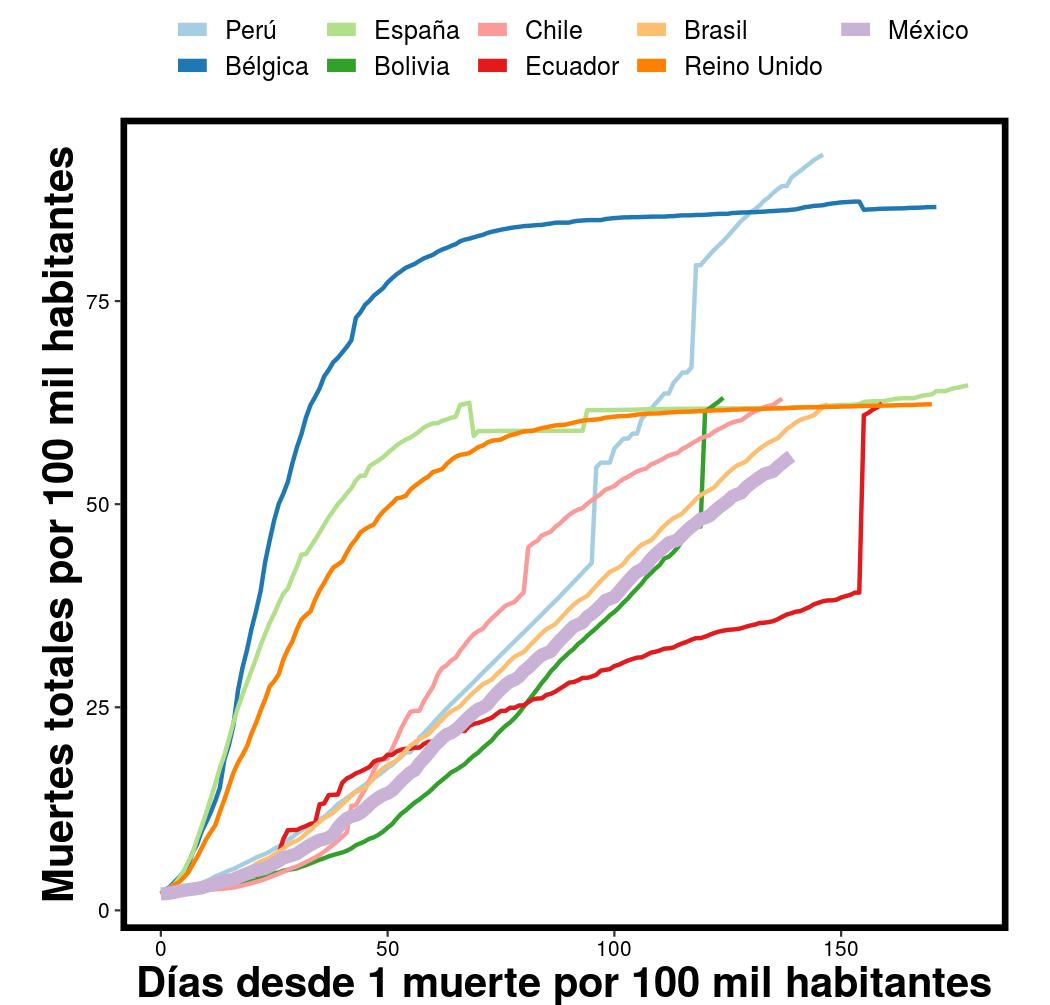 Perú España Chile Brasil México
Bélgica Bolivia Ecuador Reino Unido
Muertes totales por 100 mil habitantes
75
50
25
0
0 50 100 150
Días desde 1 muerte por 100 mil habitantes